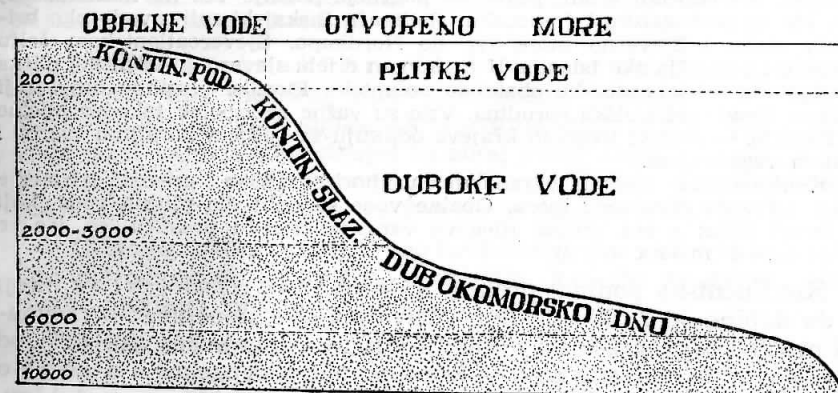 OBALNE VODE OTVORENO MORE
KONTIN. POD.
200
PLITKE VODE
KONTIN. SLAZ.
DUBOKE VODE
2000-3000
DUBOKOMORSKO DNO
6000
10000